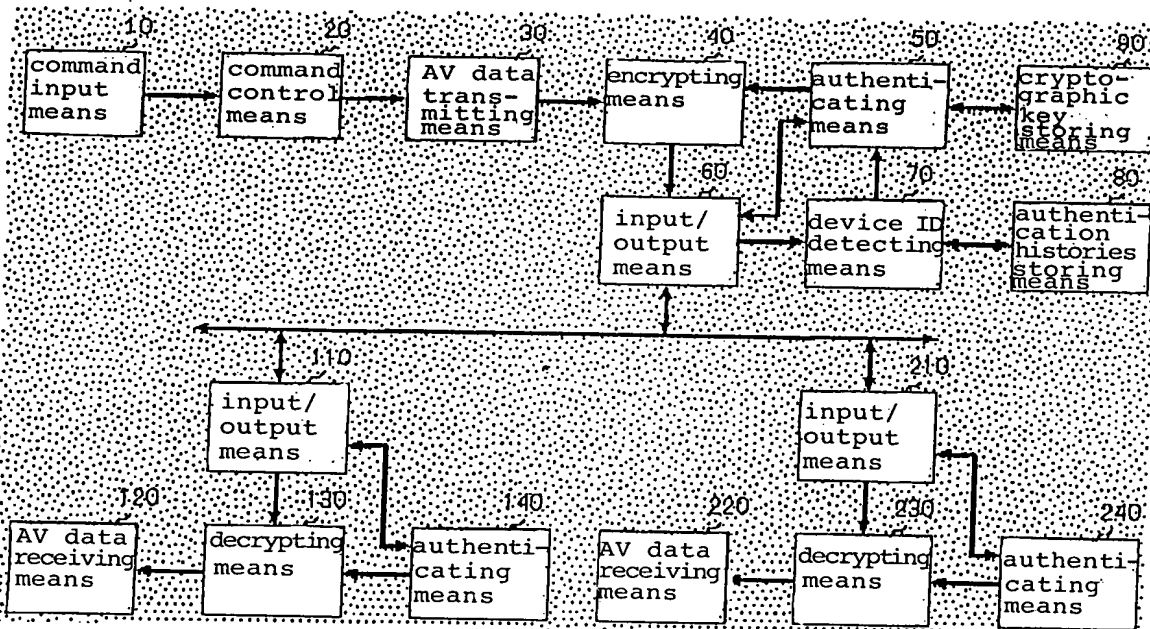 10
command
input
means
20
command
control
means
30
AV data
trans-
mitting
means
40
encrypting
means
50
authenti-
cating
means
90
crypto-
graphic
key
storing
means
60
input/
output
means
70
device ID
detecting
means
80
authenti-
cation
histories
storing
means
110
input/
output
means
210
input/
output
means
120
AV data
receiving
means
130
decrypting
means
140
authenti-
cating
means
220
AV data
receiving
means
230
decrypting
means
240
authenti-
cating
means